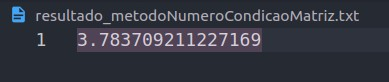 resultado_metodoNumeroCondicaoMatriz.txt
1 3.783709211227169